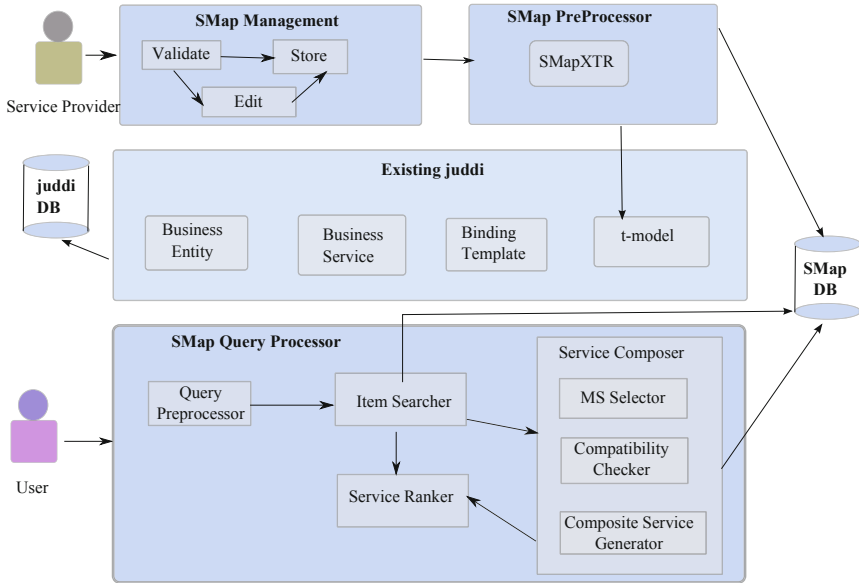 SMap Management
SMap PreProcessor
Validate
Store
Edit
SMapXTR
Service Provider
Existing juddi
juddi
DB
Business
Entity
Business
Service
Binding
Template
t-model
SMap
DB
SMap Query Processor
Service Composer
Query
Preprocessor
Item Searcher
MS Selector
Compatibility
Checker
User
Service Ranker
Composite Service
Generator